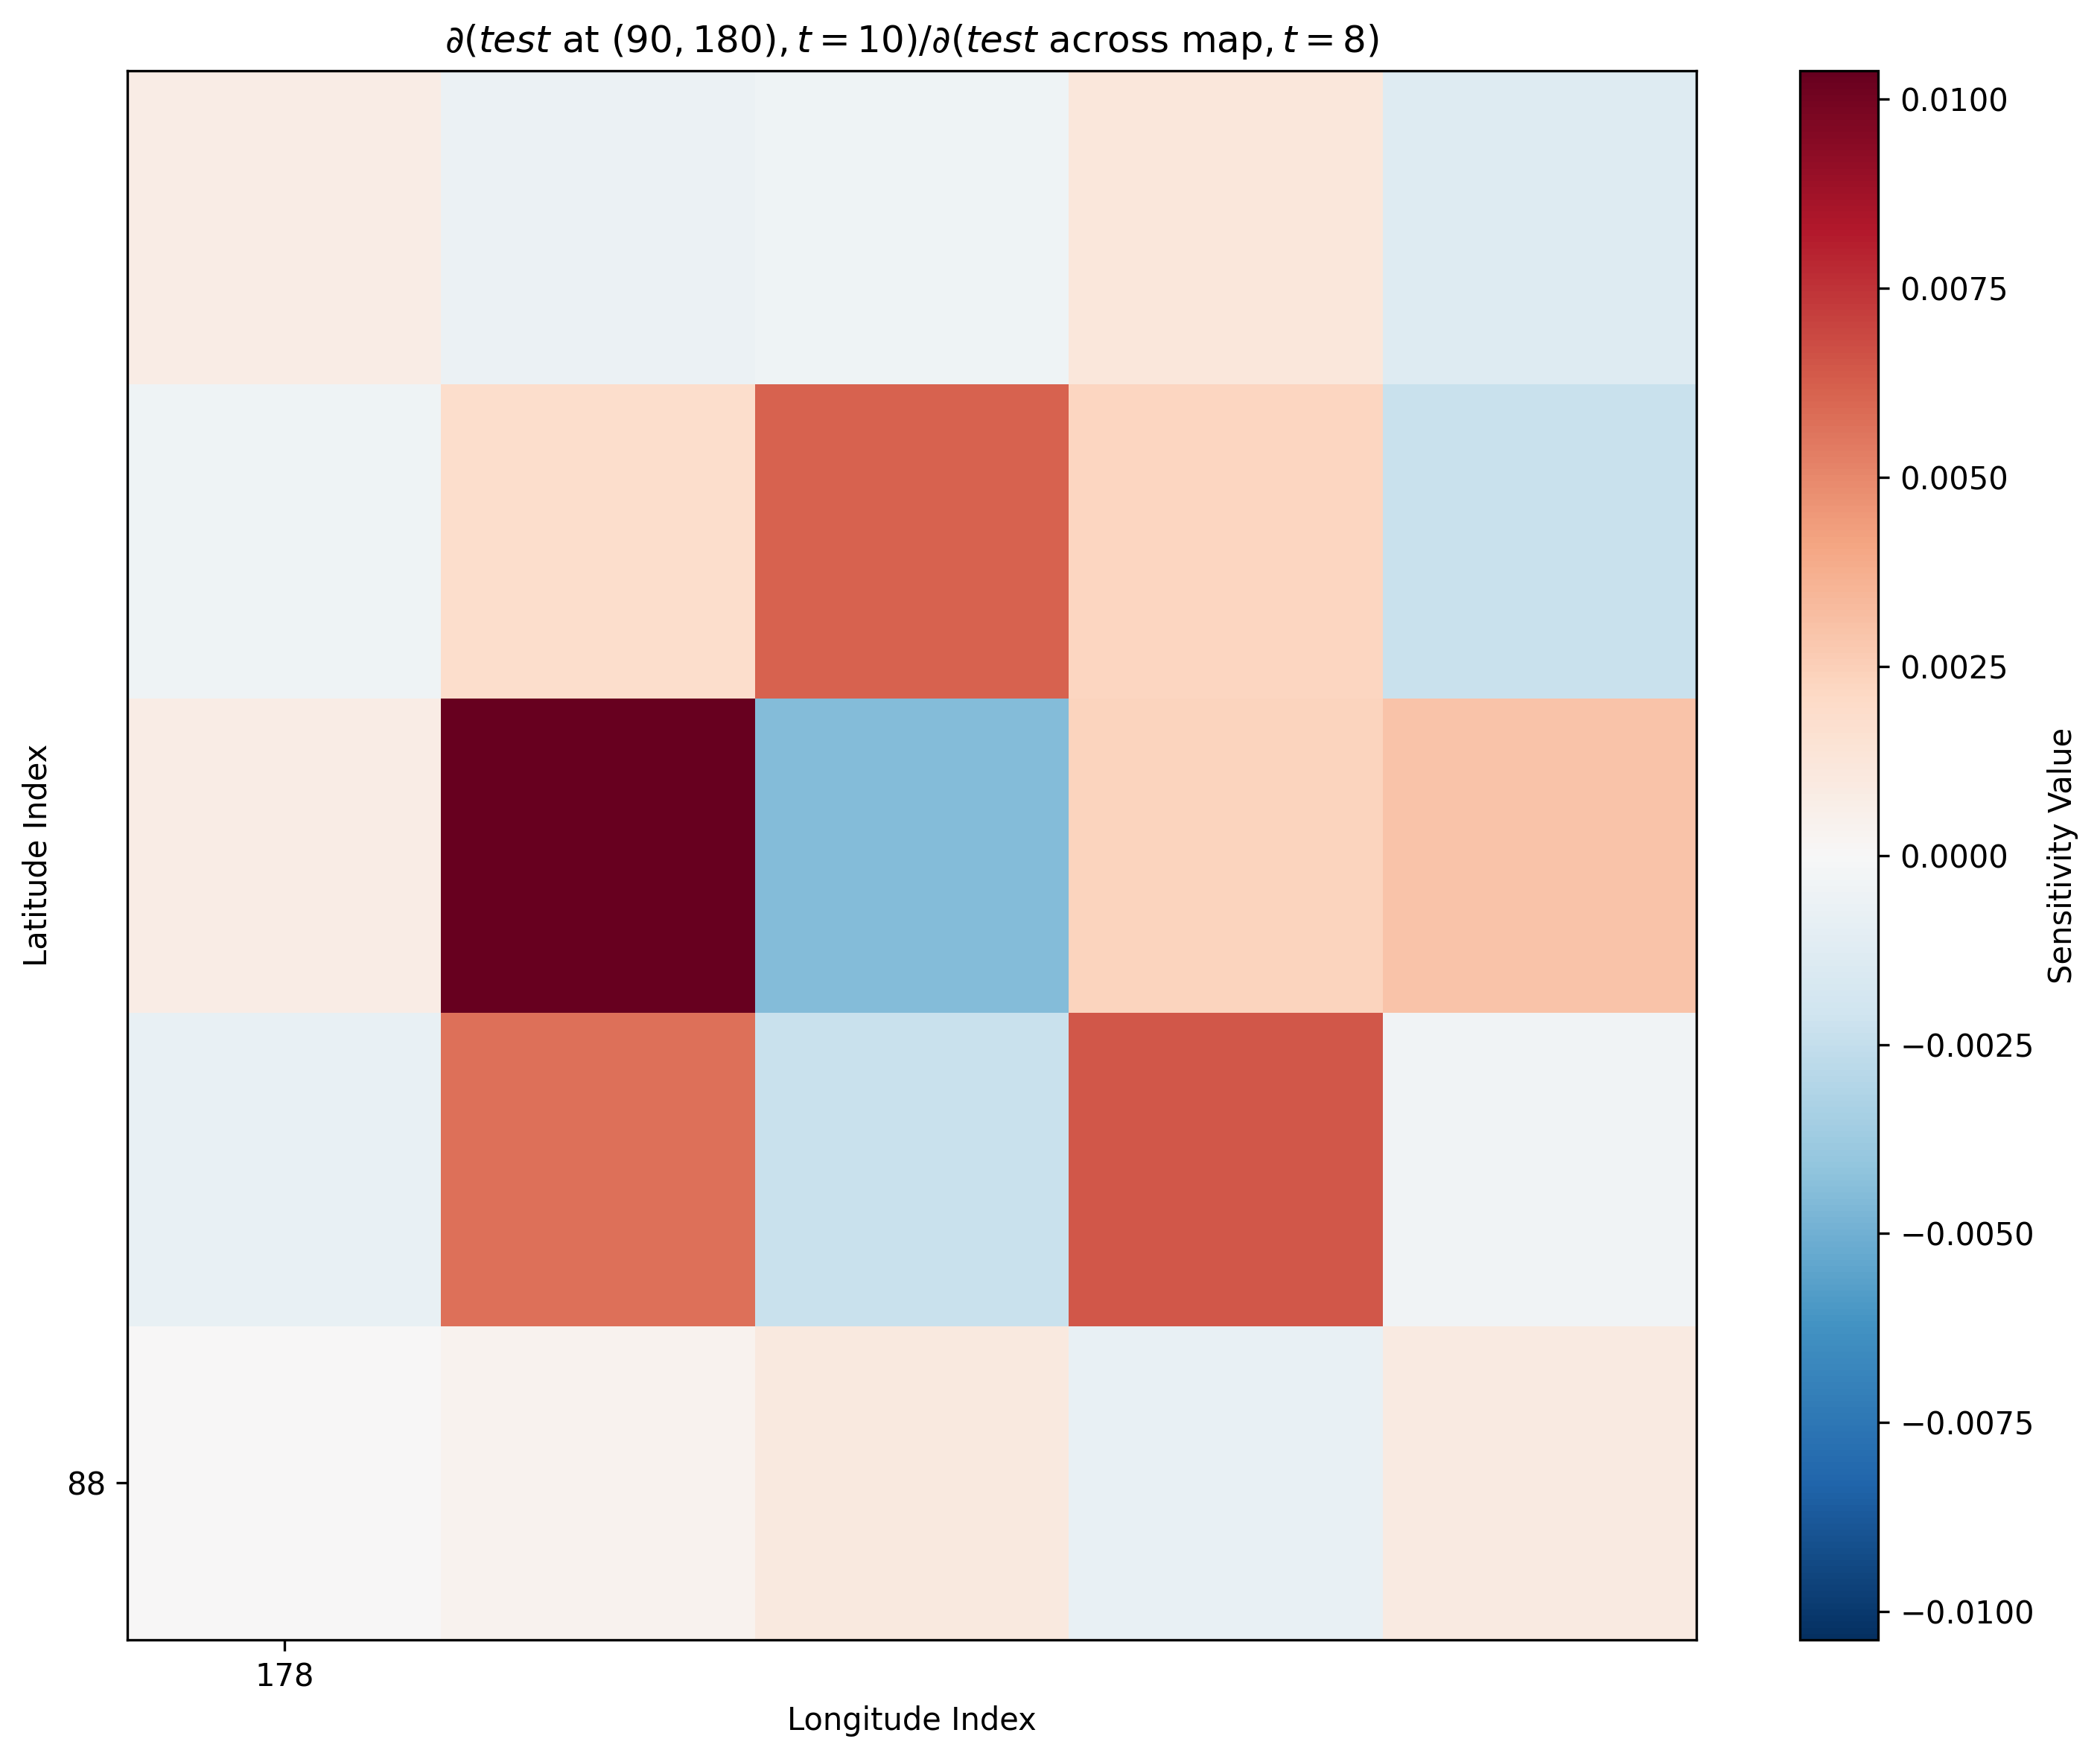 ∂(test at (90, 180), t = 10)/∂(test across map, t = 8)
Latitude Index
88
178
Longitude Index
0.0100
0.0075
0.0050
0.0025
0.0000
−0.0025
−0.0050
−0.0075
−0.0100
Sensitivity Value